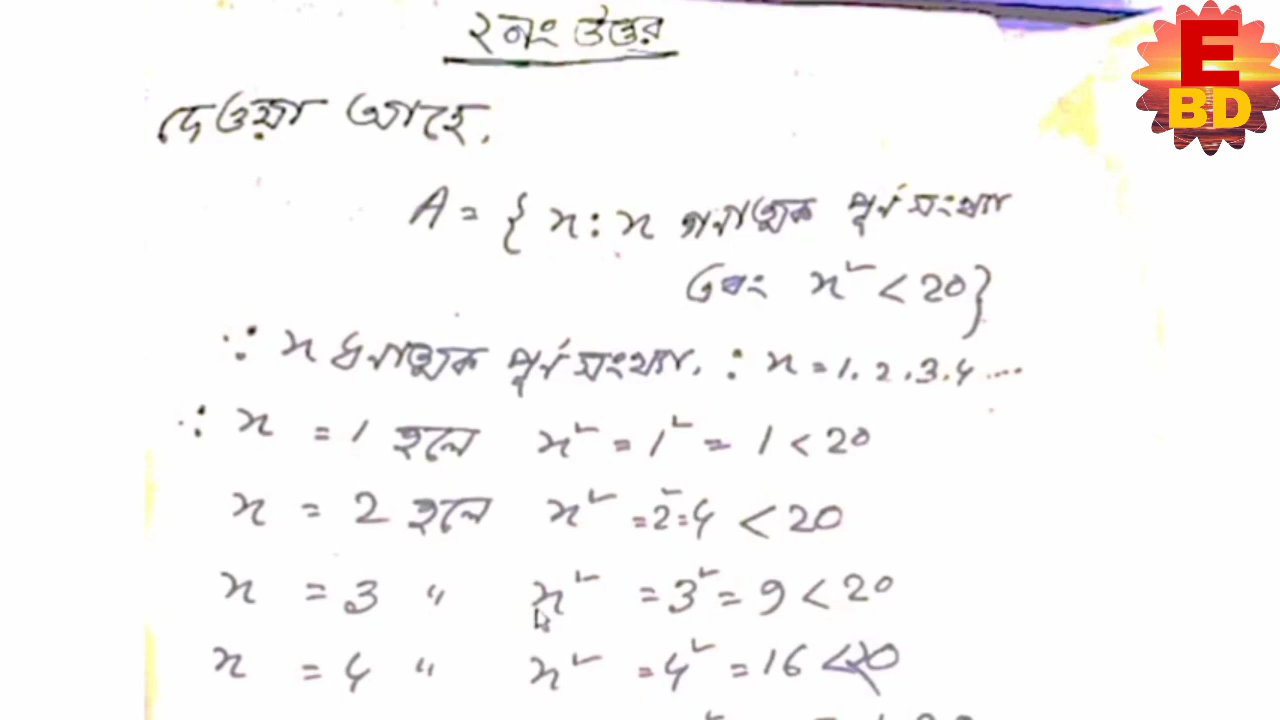 ২ নং উত্তর
E
BD
দেওয়া আছে,
A = { x : x ধনাত্মক পূর্ণ সংখ্যা
এবং x² < 20}
∵ x ধনাত্মক পূর্ণ সংখ্যা, ∴ x = 1, 2, 3, 4 ....
∴ x = 1 হলে x² = 1² = 1 < 20
x = 2 হলে x² = 2² = 4 < 20
x = 3 " x² = 3² = 9 < 20
x = 4 " x² = 4² = 16 < 20